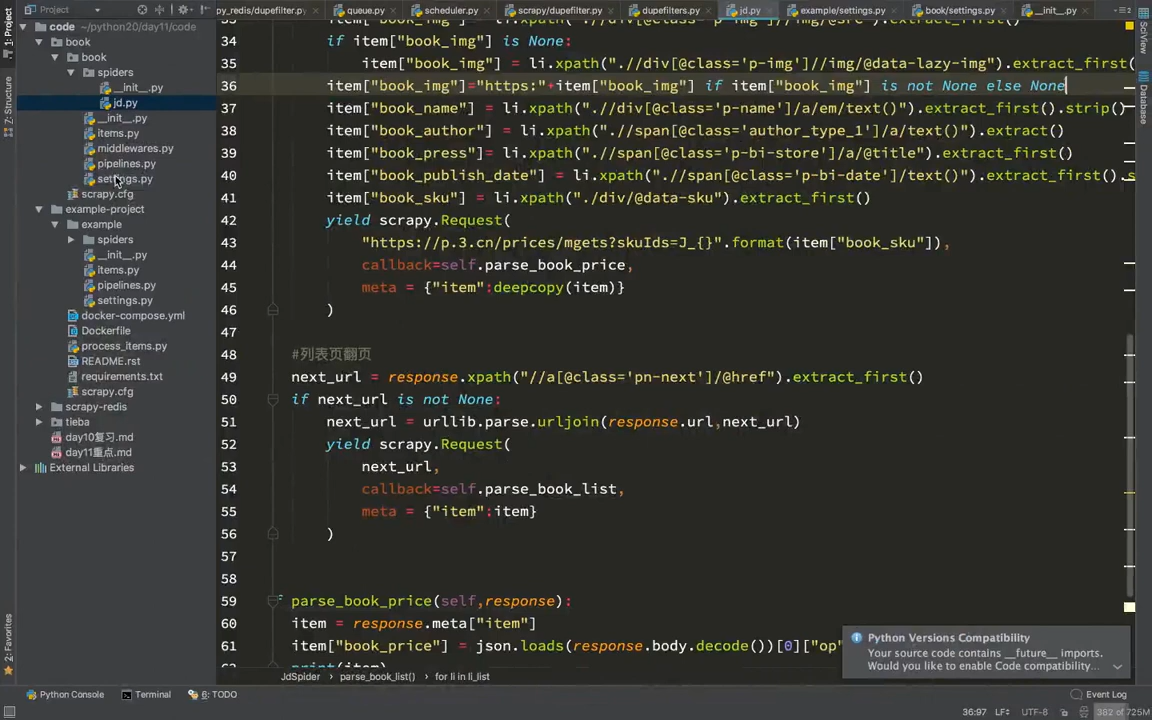 Project
py_redis/dupefilter.py
queue.py
scheduler.py
scrapy/dupefilter.py
dupefilters.py
jd.py
example/settings.py
book/settings.py
__init__.py
1: Project
7: Structure
2: Favorites
SciView
Database
code ~/python20/day11/code
book
book
spiders
__init__.py
jd.py
__init__.py
items.py
middlewares.py
pipelines.py
settings.py
scrapy.cfg
example-project
example
spiders
__init__.py
items.py
pipelines.py
settings.py
docker-compose.yml
Dockerfile
process_items.py
README.rst
requirements.txt
scrapy.cfg
scrapy-redis
tieba
day10复习.md
day11重点.md
External Libraries
34 if item["book_img"] is None:
35 item["book_img"] = li.xpath(".//div[@class='p-img']//img/@data-lazy-img").extract_first(
36 item["book_img"]="https:"+item["book_img"] if item["book_img"] is not None else None
37 item["book_name"] = li.xpath(".//div[@class='p-name']/a/em/text()").extract_first().strip()
38 item["book_author"] = li.xpath(".//span[@class='author_type_1']/a/text()").extract()
39 item["book_press"]= li.xpath(".//span[@class='p-bi-store']/a/@title").extract_first()
40 item["book_publish_date"] = li.xpath(".//span[@class='p-bi-date']/text()").extract_first().s
41 item["book_sku"] = li.xpath("./div/@data-sku").extract_first()
42 yield scrapy.Request(
43 "https://p.3.cn/prices/mgets?skuIds=J_{}".format(item["book_sku"]),
44 callback=self.parse_book_price,
45 meta = {"item":deepcopy(item)}
46 )
47
48 #列表页翻页
49 next_url = response.xpath("//a[@class='pn-next']/@href").extract_first()
50 if next_url is not None:
51 next_url = urllib.parse.urljoin(response.url,next_url)
52 yield scrapy.Request(
53 next_url,
54 callback=self.parse_book_list,
55 meta = {"item":item}
56 )
57
58
59 parse_book_price(self,response):
60 item = response.meta["item"]
61 item["book_price"] = json.loads(response.body.decode())[0]["op"
print(item)
Python Versions Compatibility
Your source code contains __future__ imports.
Would you like to enable Code compatibility...
JdSpider
parse_book_list()
for li in li_list
Python Console
Terminal
6: TODO
Event Log
36:97
LF
UTF-8
382 of 725M